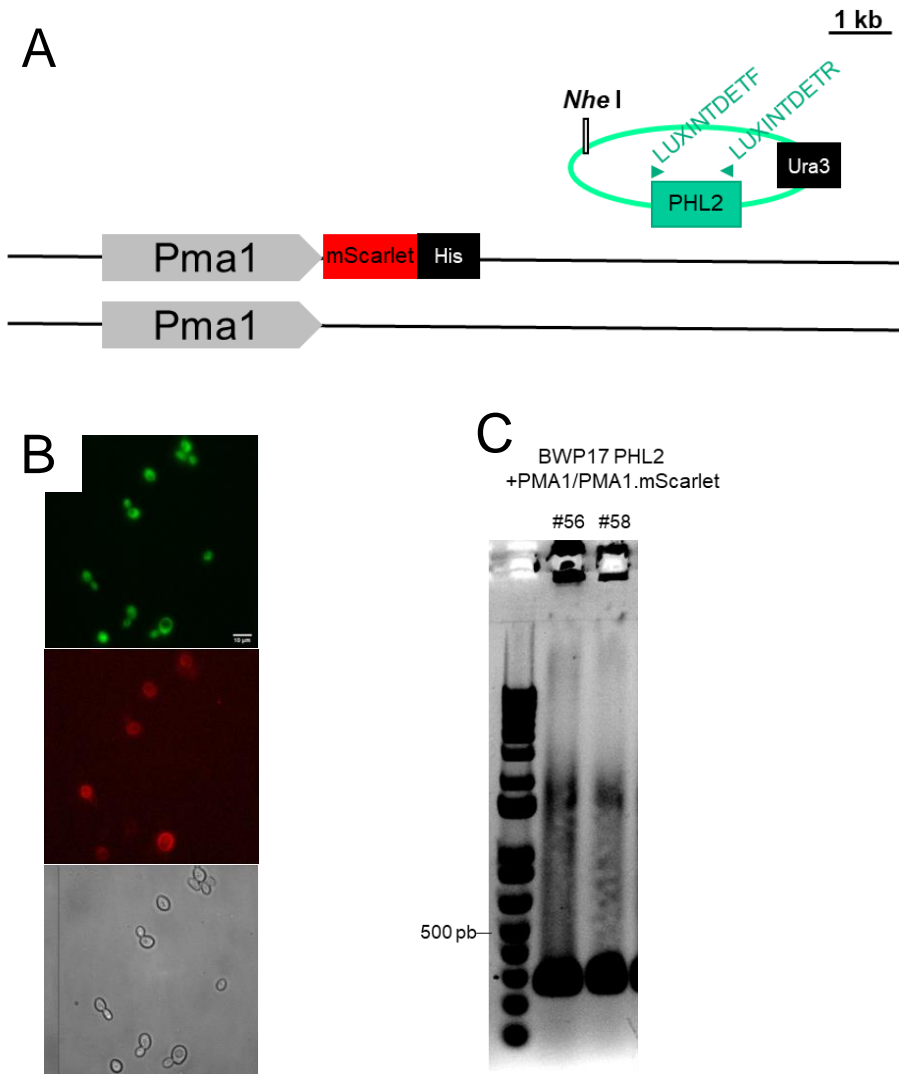 A
1 kb
Nhe I
LUXINTDETF
LUXINTDETR
Ura3
PHL2
Pma1
mScarlet
His
Pma1
B
10 µm
C
BWP17 PHL2
+PMA1/PMA1.mScarlet
#56 #58
500 pb